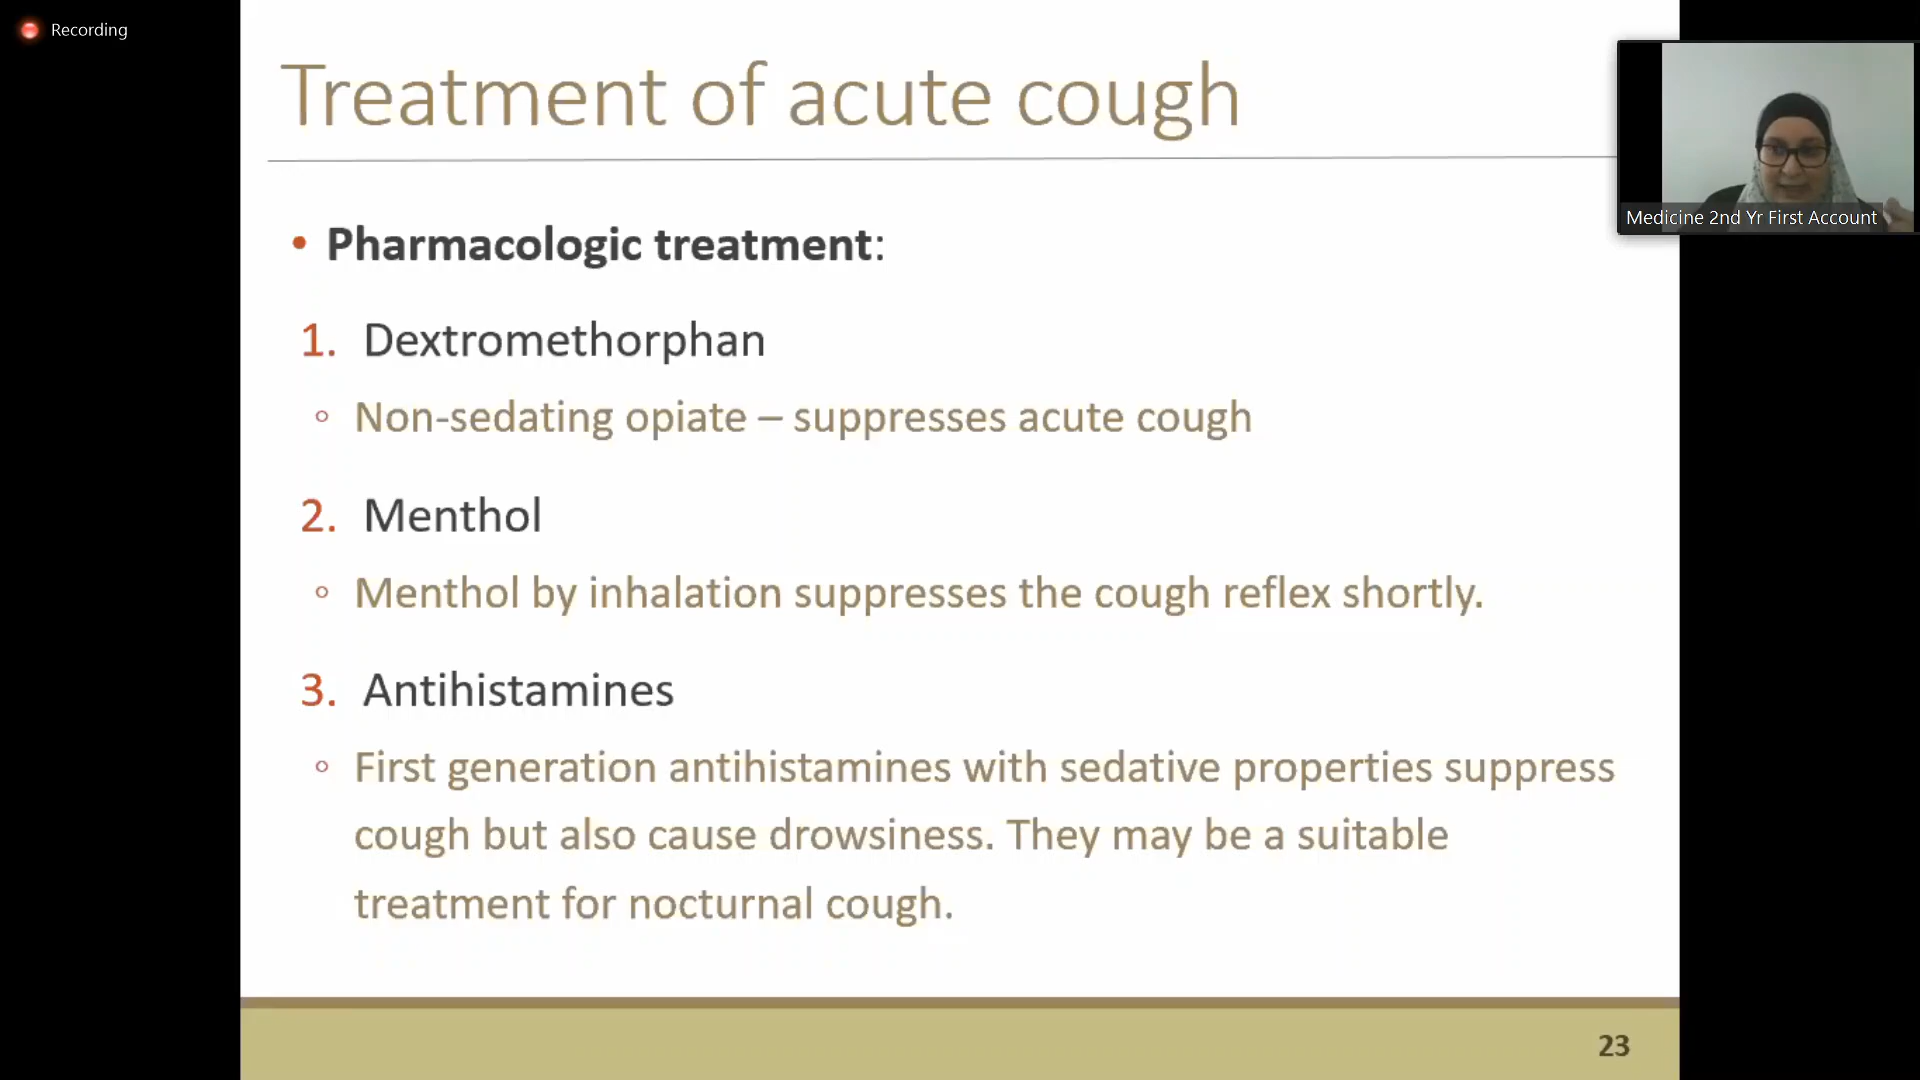 Recording
Treatment of acute cough
Medicine 2nd Yr First Account
• Pharmacologic treatment:
1. Dextromethorphan
◦ Non-sedating opiate – suppresses acute cough
2. Menthol
◦ Menthol by inhalation suppresses the cough reflex shortly.
3. Antihistamines
◦ First generation antihistamines with sedative properties suppress
cough but also cause drowsiness. They may be a suitable
treatment for nocturnal cough.
23